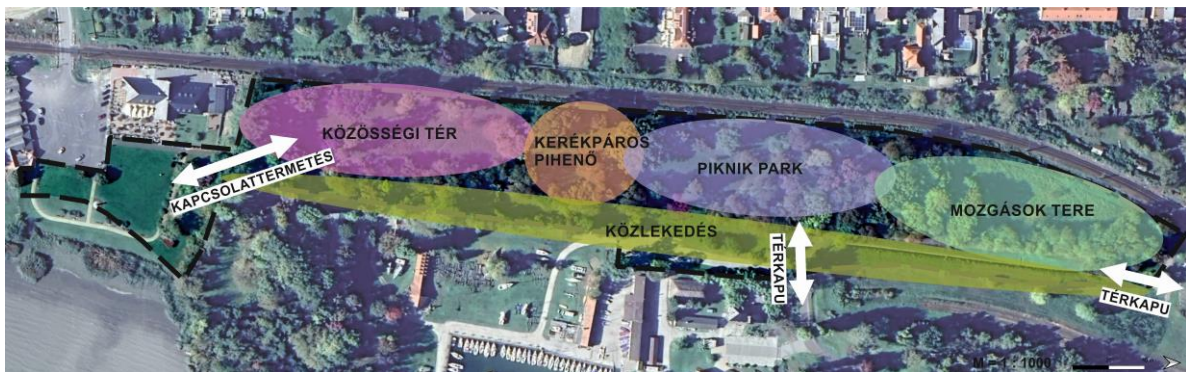 KÖZÖSSÉGI TÉR
KERÉKPÁROS
PIHENŐ
PIKNIK PARK
MOZGÁSOK TERE
KAPCSOLATTERMETÉS
KÖZLEKEDÉS
TÉRKAPU
TÉRKAPU
M = 1 : 1000